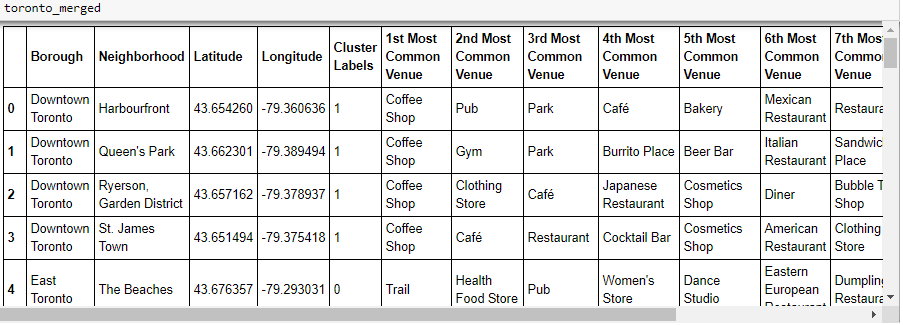 toronto_merged
Borough Neighborhood Latitude Longitude Cluster Labels 1st Most Common Venue 2nd Most Common Venue 3rd Most Common Venue 4th Most Common Venue 5th Most Common Venue 6th Most Common Venue 7th Most Common Venue
0 Downtown Toronto Harbourfront 43.654260 -79.360636 1 Coffee Shop Pub Park Café Bakery Mexican Restaurant Restaura
1 Downtown Toronto Queen's Park 43.662301 -79.389494 1 Coffee Shop Gym Park Burrito Place Beer Bar Italian Restaurant Sandwic Place
2 Downtown Toronto Ryerson, Garden District 43.657162 -79.378937 1 Coffee Shop Clothing Store Café Japanese Restaurant Cosmetics Shop Diner Bubble T Shop
3 Downtown Toronto St. James Town 43.651494 -79.375418 1 Coffee Shop Café Restaurant Cocktail Bar Cosmetics Shop American Restaurant Clothing Store
4 East Toronto The Beaches 43.676357 -79.293031 0 Trail Health Food Store Pub Women's Store Dance Studio Eastern European Restaurant Dumpling Restaura